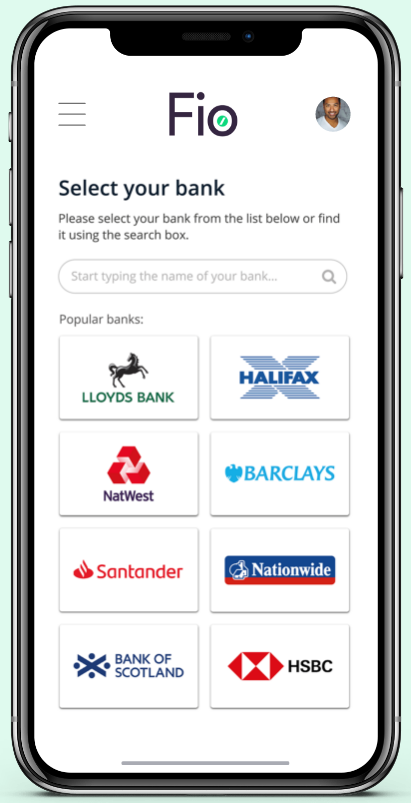 Fio
Select your bank
Please select your bank from the list below or find
it using the search box.
Start typing the name of your bank...
Popular banks:
LLOYDS BANK
HALIFAX
NatWest
BARCLAYS
Santander
Nationwide
BANK OF
SCOTLAND
HSBC